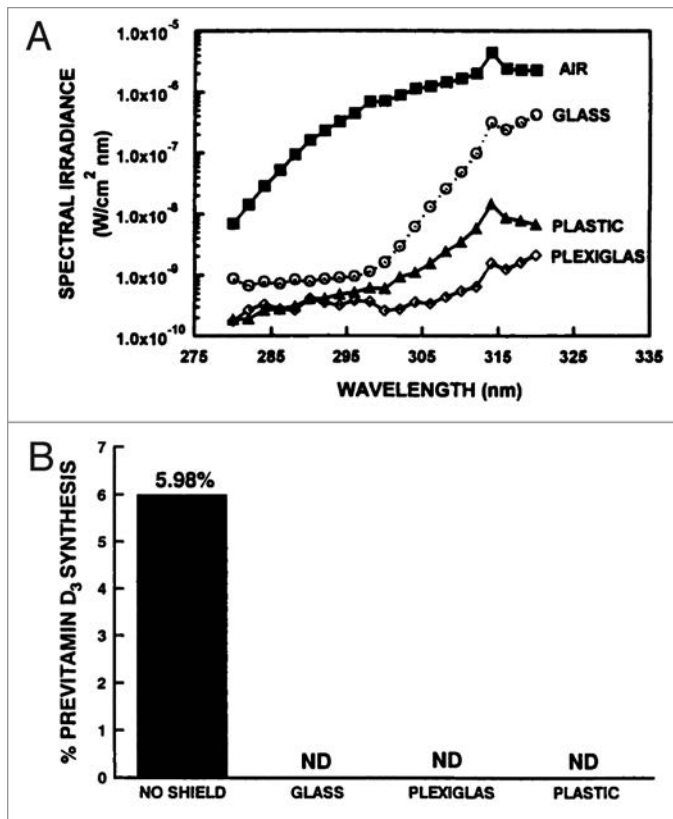 A
SPECTRAL IRRADIANCE
(W/cm² nm)
1.0x10⁻⁵
1.0x10⁻⁶
1.0x10⁻⁷
1.0x10⁻⁸
1.0x10⁻⁹
1.0x10⁻¹⁰
AIR
GLASS
PLASTIC
PLEXIGLAS
275 285 295 305 315 325 335
WAVELENGTH (nm)
B
% PREVITAMIN D₃ SYNTHESIS
7
6
5
4
3
2
1
0
5.98%
ND ND ND
NO SHIELD GLASS PLEXIGLAS PLASTIC